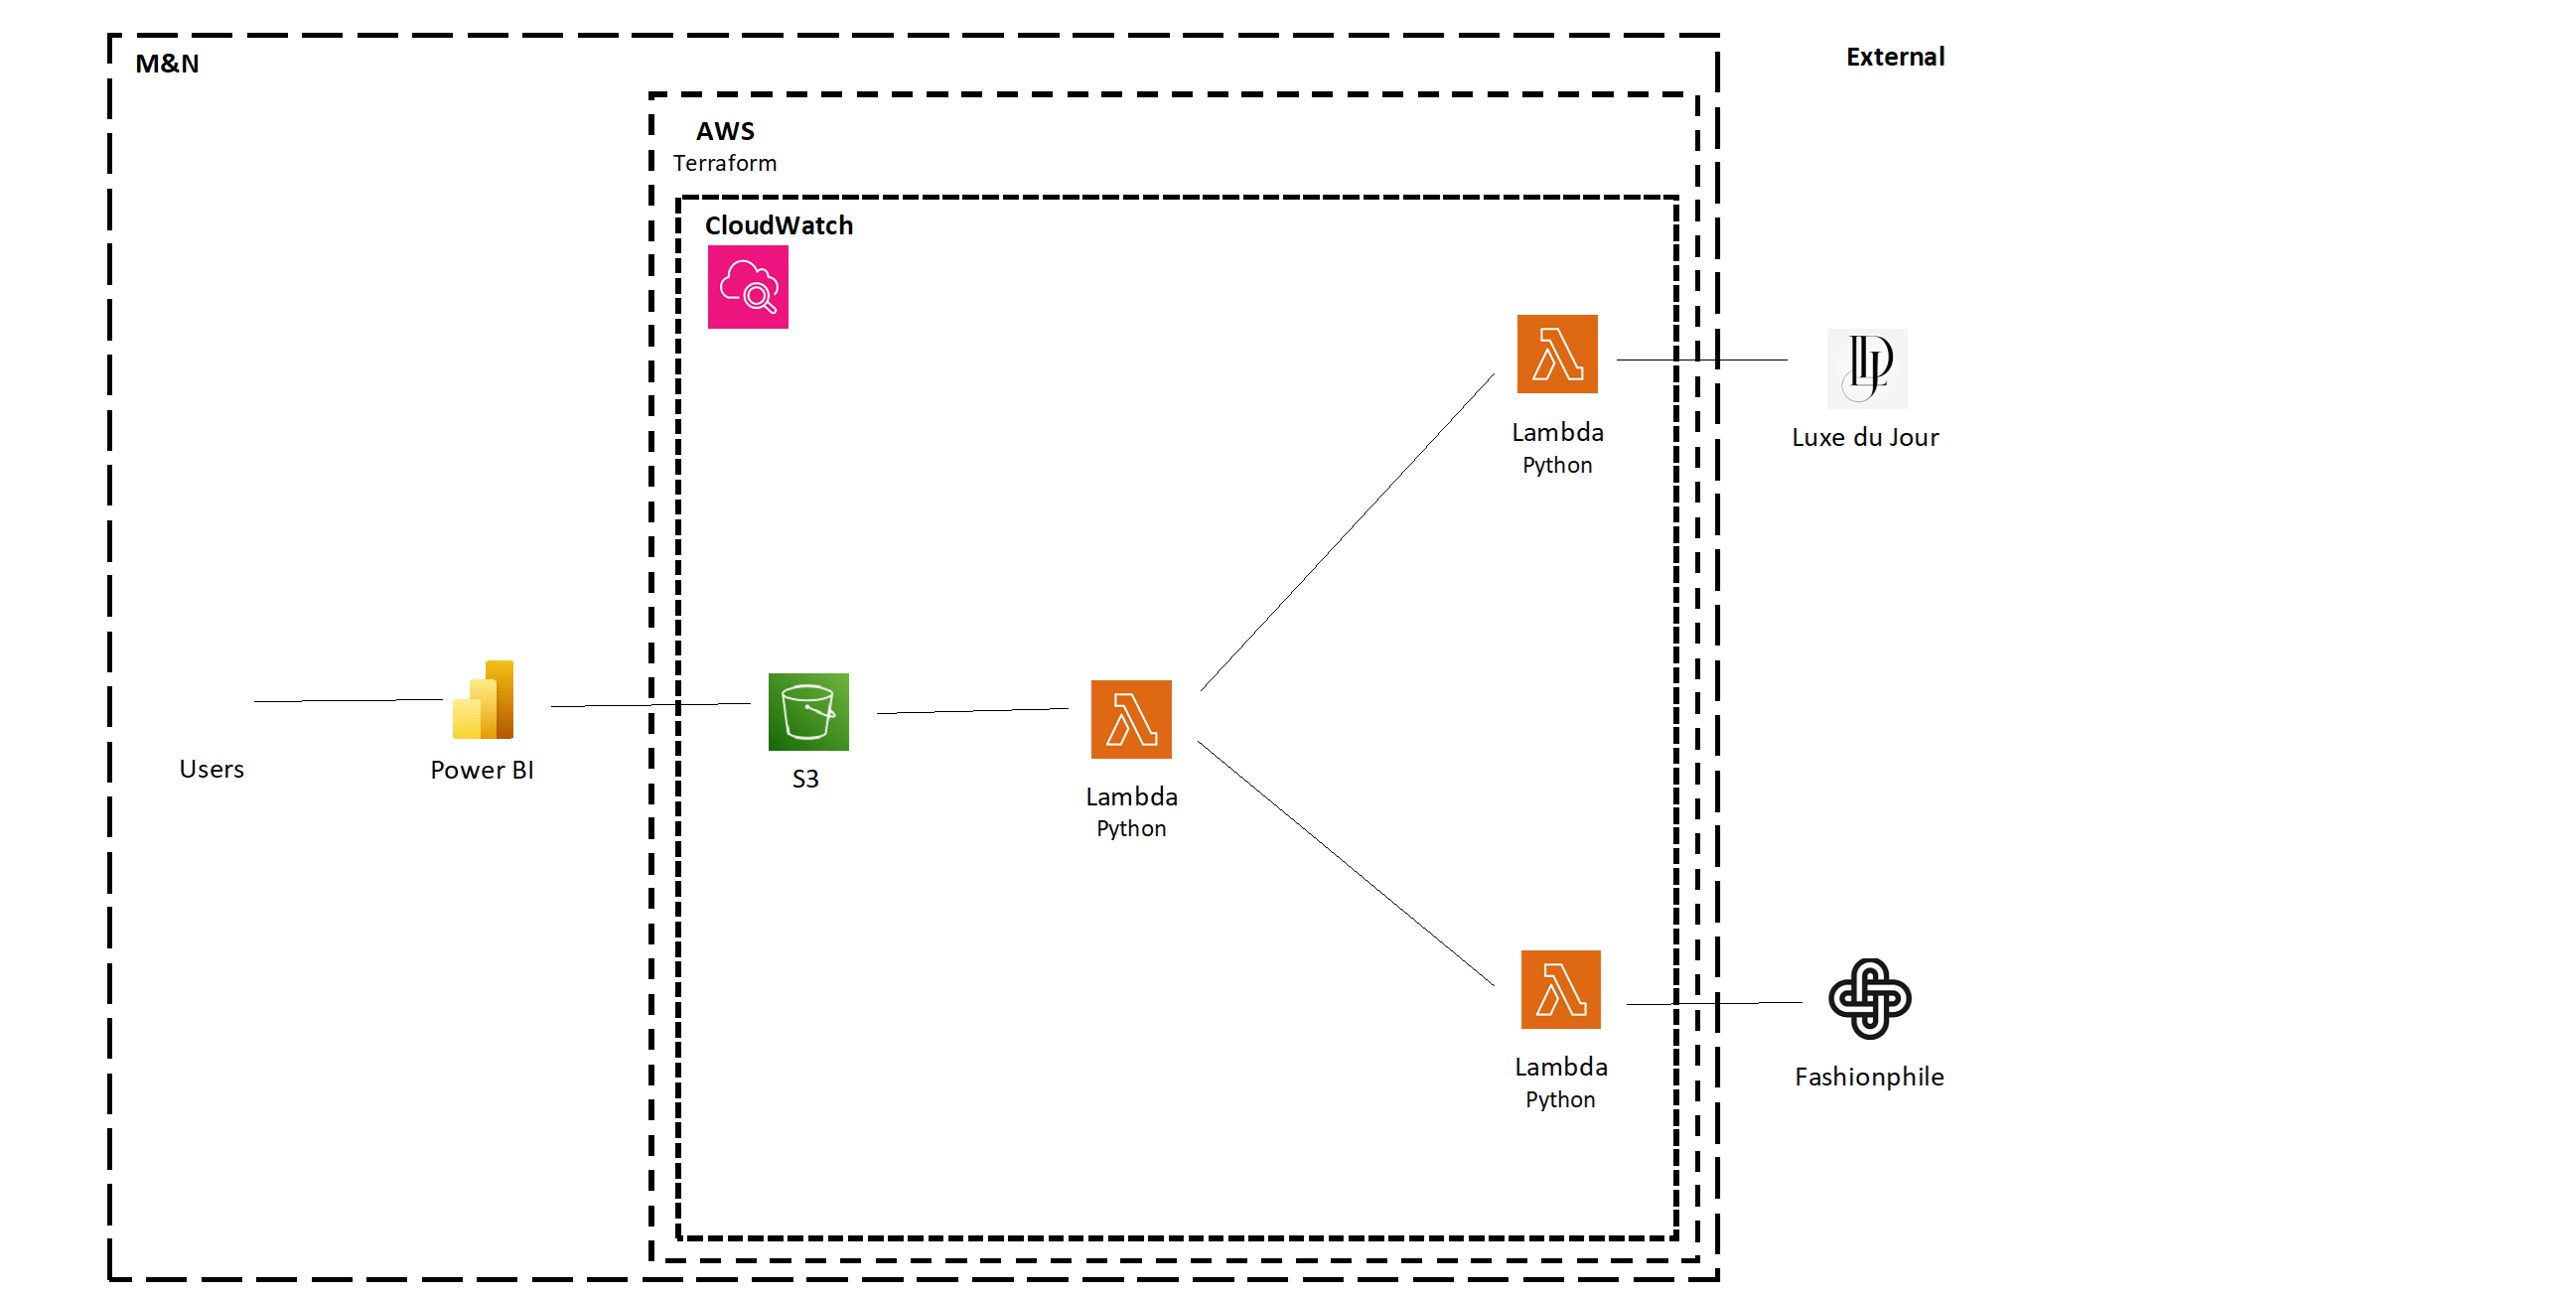 M&N
External
AWS
Terraform
CloudWatch
Lambda
Python
Luxe du Jour
Users
Power BI
S3
Lambda
Python
Lambda
Python
Fashionphile